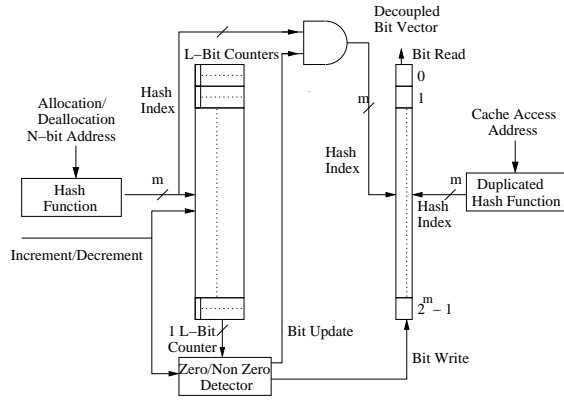 Decoupled
Bit Vector
L–Bit Counters
Bit Read
0
1
Hash
Index
m
Allocation/
Deallocation
N–bit Address
Cache Access
Address
Hash
Index
m
m
Hash
Function
Hash
Index
Duplicated
Hash Function
Increment/Decrement
2^m – 1
1 L–Bit
Counter
Bit Update
Bit Write
Zero/Non Zero
Detector